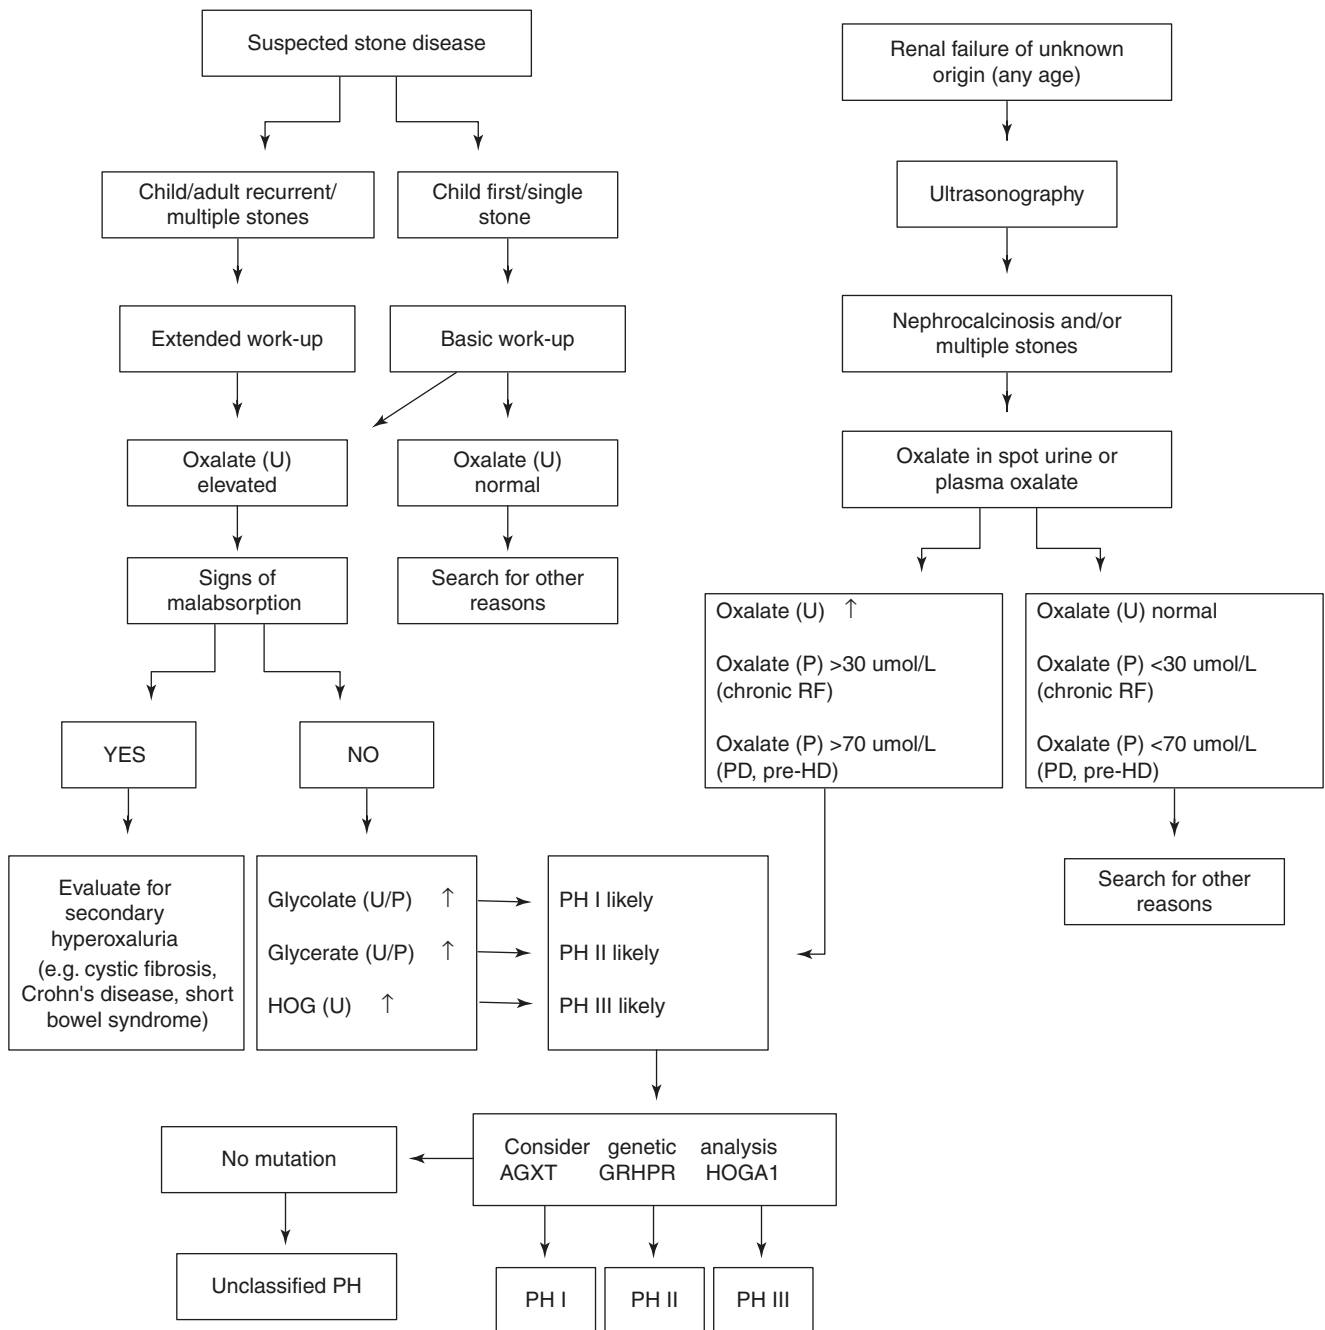 Suspected stone disease
Renal failure of unknown
origin (any age)
Child/adult recurrent/
multiple stones
Child first/single
stone
Ultrasonography
Extended work-up
Basic work-up
Nephrocalcinosis and/or
multiple stones
Oxalate (U)
elevated
Oxalate (U)
normal
Oxalate in spot urine or
plasma oxalate
Signs of
malabsorption
Search for other
reasons
Oxalate (U) ↑
Oxalate (P) >30 umol/L
(chronic RF)
Oxalate (P) >70 umol/L
(PD, pre-HD)
Oxalate (U) normal
Oxalate (P) <30 umol/L
(chronic RF)
Oxalate (P) <70 umol/L
(PD, pre-HD)
YES
NO
Evaluate for
secondary
hyperoxaluria
(e.g. cystic fibrosis,
Crohn's disease, short
bowel syndrome)
Glycolate (U/P) ↑
Glycerate (U/P) ↑
HOG (U) ↑
PH I likely
PH II likely
PH III likely
Search for other
reasons
Consider genetic analysis
AGXT GRHPR HOGA1
No mutation
Unclassified PH
PH I
PH II
PH III